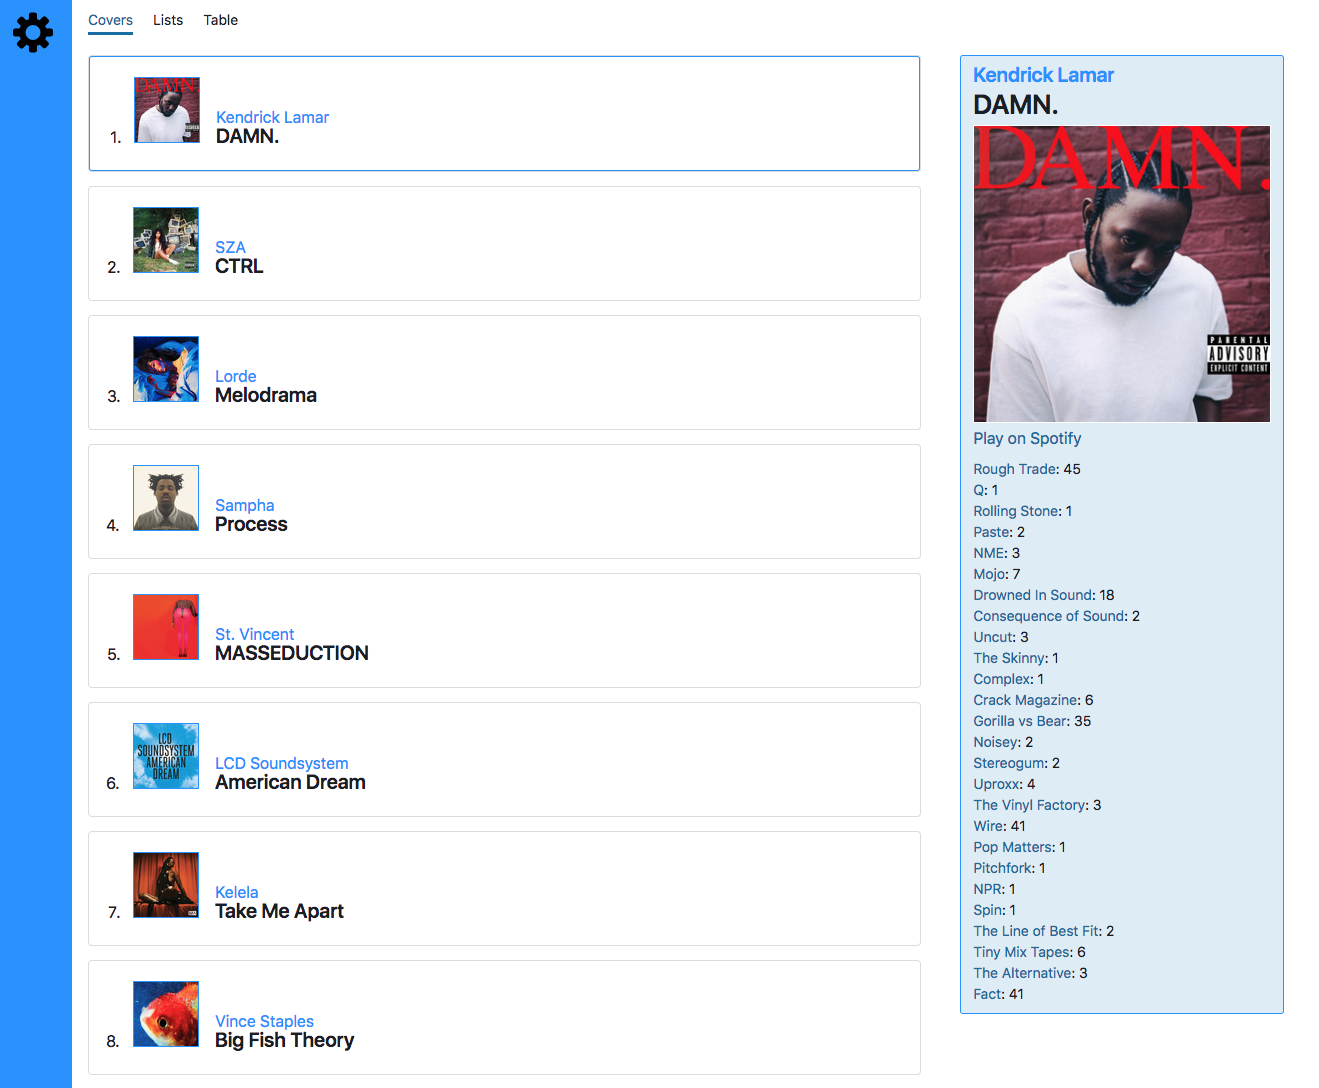 Covers Lists Table
1.
DAMN.
Kendrick Lamar
DAMN.
2.
SZA
CTRL
3.
Lorde
Melodrama
4.
Sampha
Process
5.
St. Vincent
MASSEDUCTION
6.
LCD
SOUNDSYSTEM
AMERICAN
DREAM
LCD Soundsystem
American Dream
7.
Kelela
Take Me Apart
8.
Vince Staples
Big Fish Theory
Kendrick Lamar
DAMN.
DAMN.
PARENTAL
ADVISORY
EXPLICIT CONTENT
Play on Spotify
Rough Trade: 45
Q: 1
Rolling Stone: 1
Paste: 2
NME: 3
Mojo: 7
Drowned In Sound: 18
Consequence of Sound: 2
Uncut: 3
The Skinny: 1
Complex: 1
Crack Magazine: 6
Gorilla vs Bear: 35
Noisey: 2
Stereogum: 2
Uproxx: 4
The Vinyl Factory: 3
Wire: 41
Pop Matters: 1
Pitchfork: 1
NPR: 1
Spin: 1
The Line of Best Fit: 2
Tiny Mix Tapes: 6
The Alternative: 3
Fact: 41